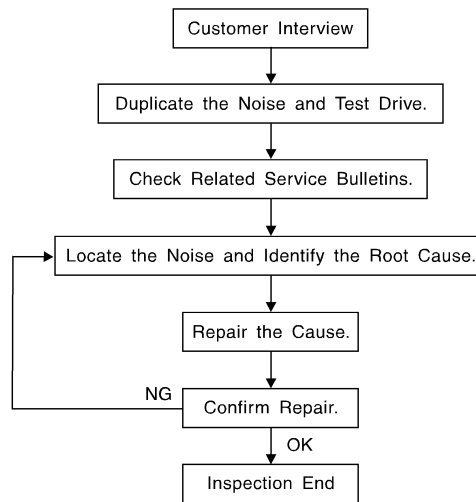 Customer Interview
Duplicate the Noise and Test Drive.
Check Related Service Bulletins.
Locate the Noise and Identify the Root Cause.
Repair the Cause.
NG
Confirm Repair.
OK
Inspection End